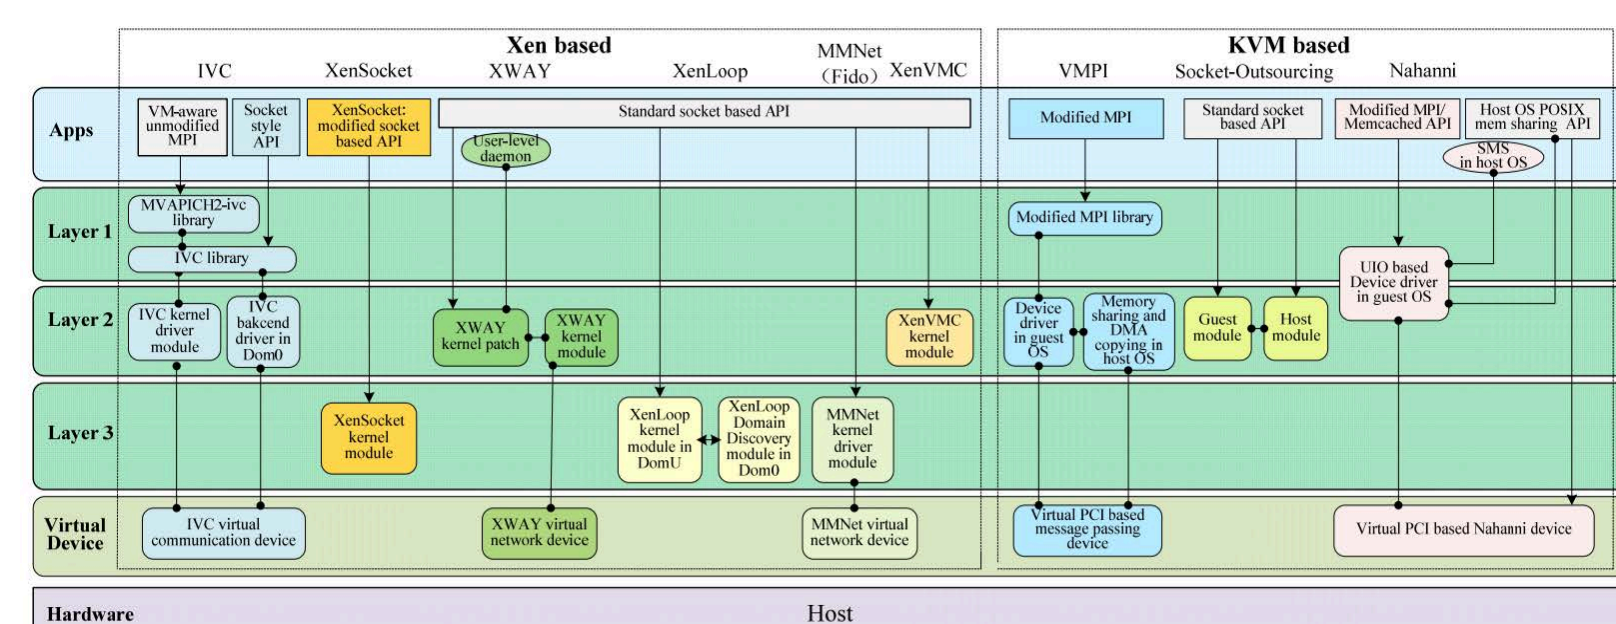 Xen based
KVM based
IVC
XenSocket
XWAY
XenLoop
MMNet
(Fido)
XenVMC
VMPI
Socket-Outsourcing
Nahanni
Apps
VM-aware
unmodified
MPI
Socket
style
API
XenSocket:
modified socket
based API
Standard socket based API
User-level
daemon
Modified MPI
Standard socket
based API
Modified MPI/
Memcached API
Host OS POSIX
mem sharing API
SMS
in host OS
Layer 1
MVAPICH2-ivc
library
IVC library
Modified MPI library
UIO based
Device driver
in guest OS
Layer 2
IVC kernel
driver
module
IVC
bakcend
driver in
Dom0
XWAY
kernel patch
XWAY
kernel
module
XenVMC
kernel
module
Device
driver
in guest
OS
Memory
sharing and
DMA
copying in
host OS
Guest
module
Host
module
Layer 3
XenSocket
kernel
module
XenLoop
kernel
module in
DomU
XenLoop
Domain
Discovery
module in
Dom0
MMNet
kernel
driver
module
Virtual
Device
IVC virtual
communication device
XWAY virtual
network device
MMNet virtual
network device
Virtual PCI based
message passing
device
Virtual PCI based Nahanni device
Hardware
Host